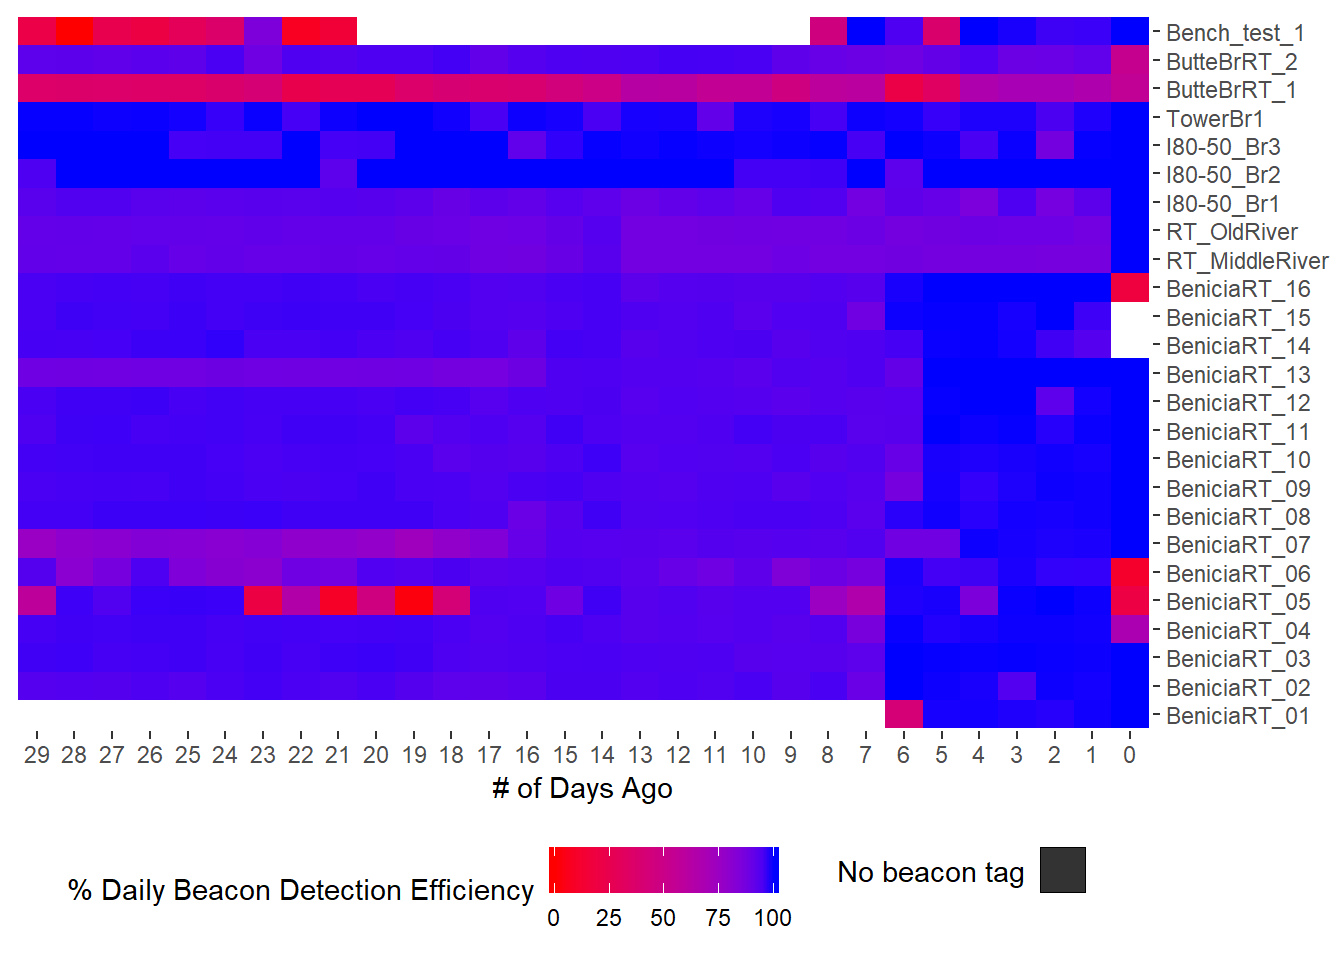 Bench_test_1
ButteBrRT_2
ButteBrRT_1
TowerBr1
I80-50_Br3
I80-50_Br2
I80-50_Br1
RT_OldRiver
RT_MiddleRiver
BeniciaRT_16
BeniciaRT_15
BeniciaRT_14
BeniciaRT_13
BeniciaRT_12
BeniciaRT_11
BeniciaRT_10
BeniciaRT_09
BeniciaRT_08
BeniciaRT_07
BeniciaRT_06
BeniciaRT_05
BeniciaRT_04
BeniciaRT_03
BeniciaRT_02
BeniciaRT_01
29 28 27 26 25 24 23 22 21 20 19 18 17 16 15 14 13 12 11 10 9 8 7 6 5 4 3 2 1 0
# of Days Ago
% Daily Beacon Detection Efficiency
0 25 50 75 100
No beacon tag